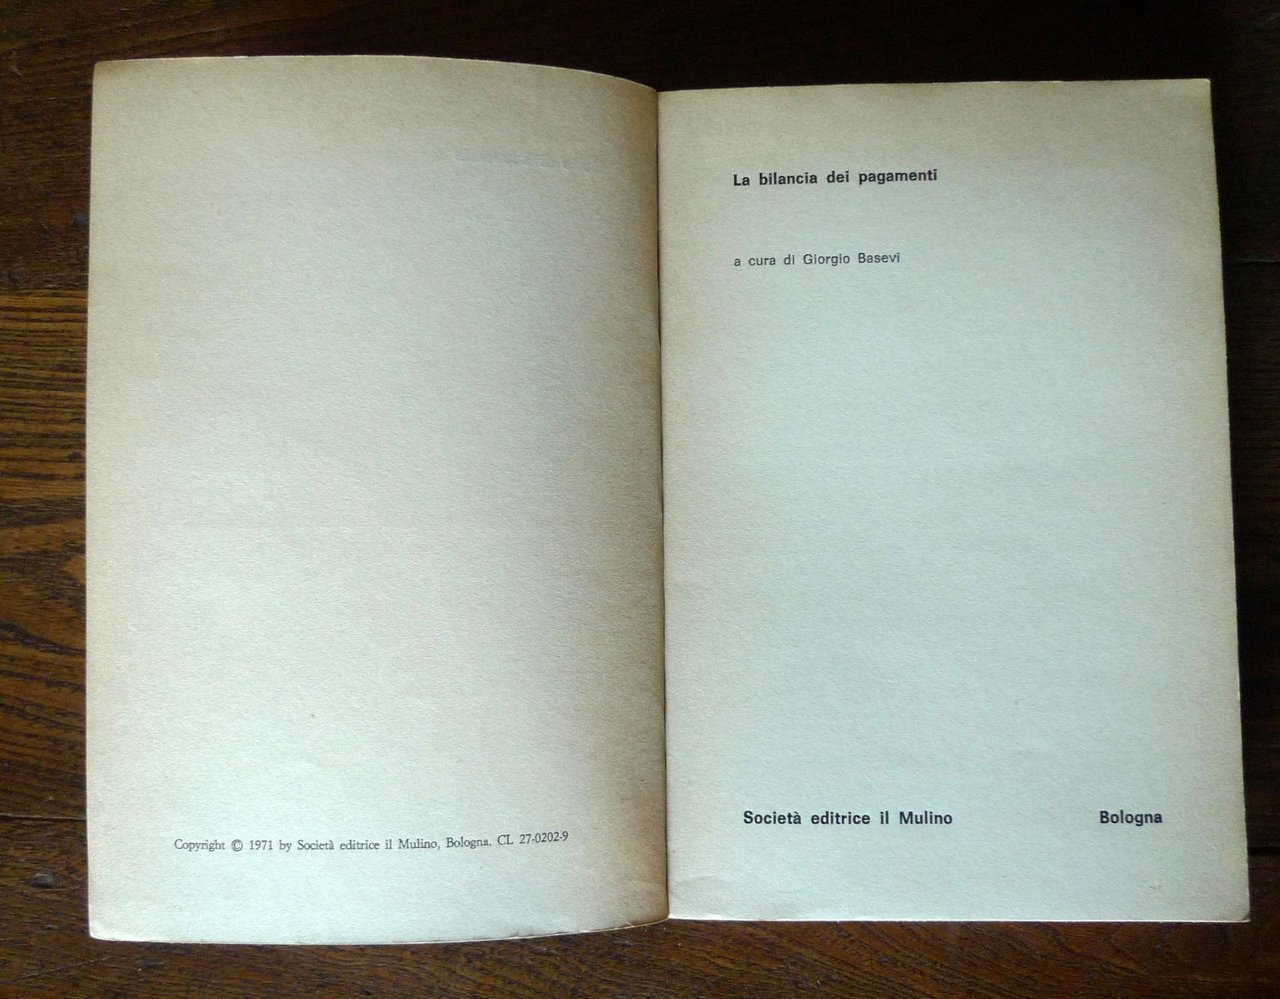 Copyright © 1971 by Società editrice il Mulino, Bologna. CL 27-0202-9
La bilancia dei pagamenti
a cura di Giorgio Basevi
Società editrice il Mulino Bologna